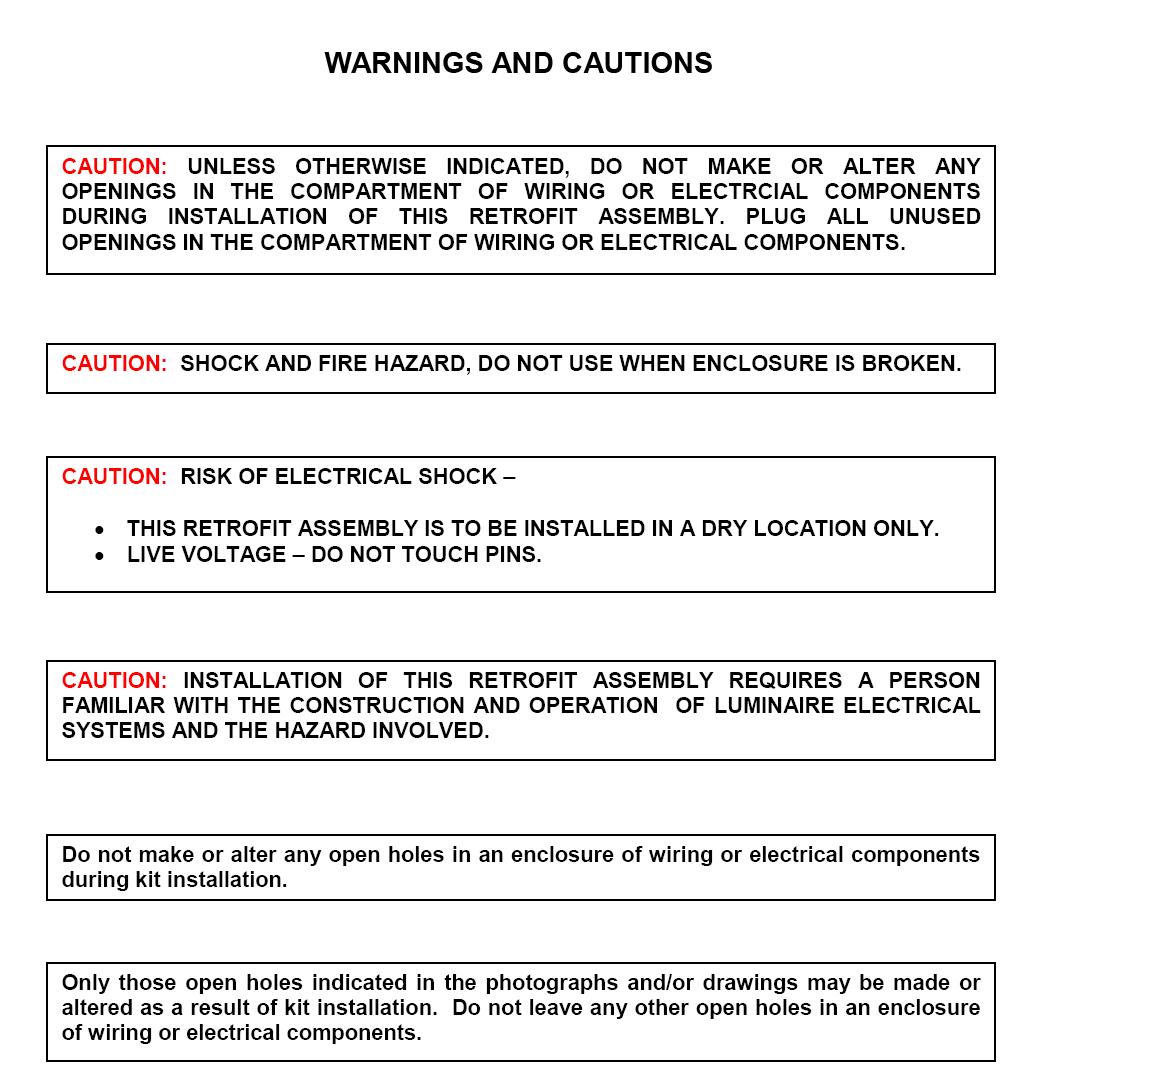 WARNINGS AND CAUTIONS
CAUTION: UNLESS OTHERWISE INDICATED, DO NOT MAKE OR ALTER ANY
OPENINGS IN THE COMPARTMENT OF WIRING OR ELECTRCIAL COMPONENTS
DURING INSTALLATION OF THIS RETROFIT ASSEMBLY. PLUG ALL UNUSED
OPENINGS IN THE COMPARTMENT OF WIRING OR ELECTRICAL COMPONENTS.
CAUTION: SHOCK AND FIRE HAZARD, DO NOT USE WHEN ENCLOSURE IS BROKEN.
CAUTION: RISK OF ELECTRICAL SHOCK –
• THIS RETROFIT ASSEMBLY IS TO BE INSTALLED IN A DRY LOCATION ONLY.
• LIVE VOLTAGE – DO NOT TOUCH PINS.
CAUTION: INSTALLATION OF THIS RETROFIT ASSEMBLY REQUIRES A PERSON
FAMILIAR WITH THE CONSTRUCTION AND OPERATION OF LUMINAIRE ELECTRICAL
SYSTEMS AND THE HAZARD INVOLVED.
Do not make or alter any open holes in an enclosure of wiring or electrical components
during kit installation.
Only those open holes indicated in the photographs and/or drawings may be made or
altered as a result of kit installation. Do not leave any other open holes in an enclosure
of wiring or electrical components.